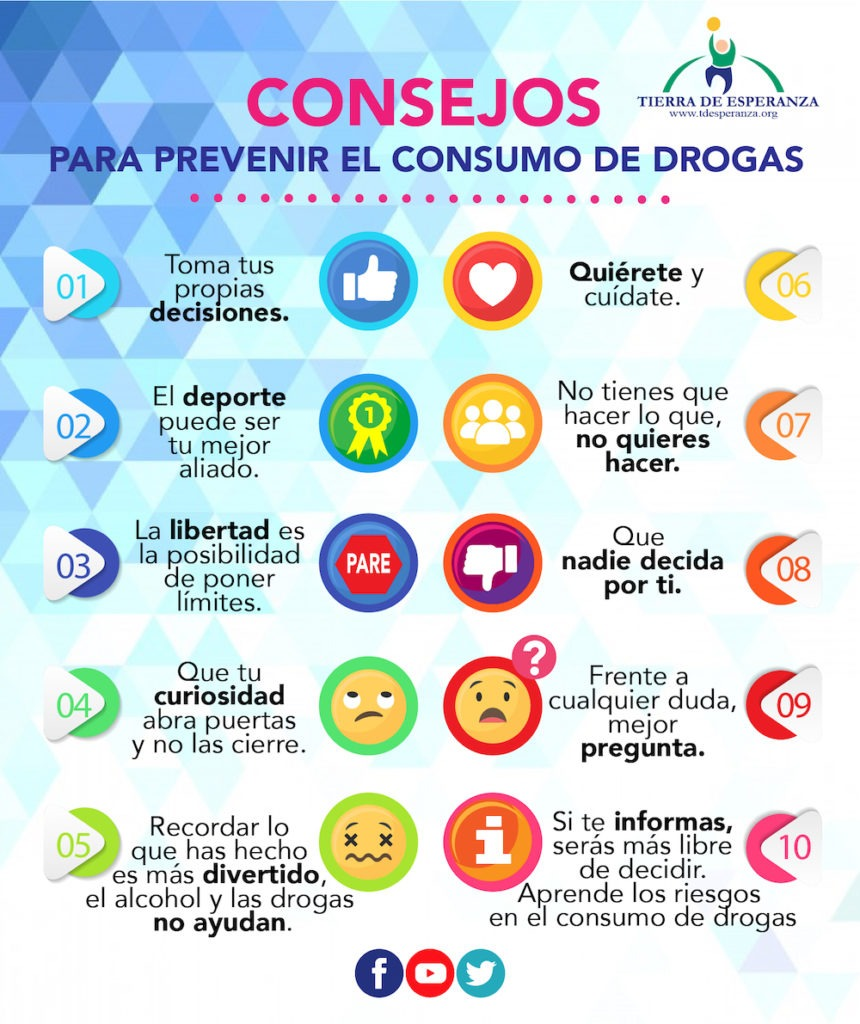 TIERRA DE ESPERANZA
www.tdesperanza.org
CONSEJOS
PARA PREVENIR EL CONSUMO DE DROGAS
01
Toma tus
propias
decisiones.
02
El deporte
puede ser
tu mejor
aliado.
1
03
La libertad es
la posibilidad
de poner
límites.
PARE
04
Que tu
curiosidad
abra puertas
y no las cierre.
05
Recordar lo
que has hecho
es más divertido,
el alcohol y las drogas
no ayudan.
06
Quiérete y
cuídate.
07
No tienes que
hacer lo que,
no quieres
hacer.
08
Que
nadie decida
por ti.
09
?
Frente a
cualquier duda,
mejor
pregunta.
10
i
Si te informas,
serás más libre
de decidir.
Aprende los riesgos
en el consumo de drogas
f